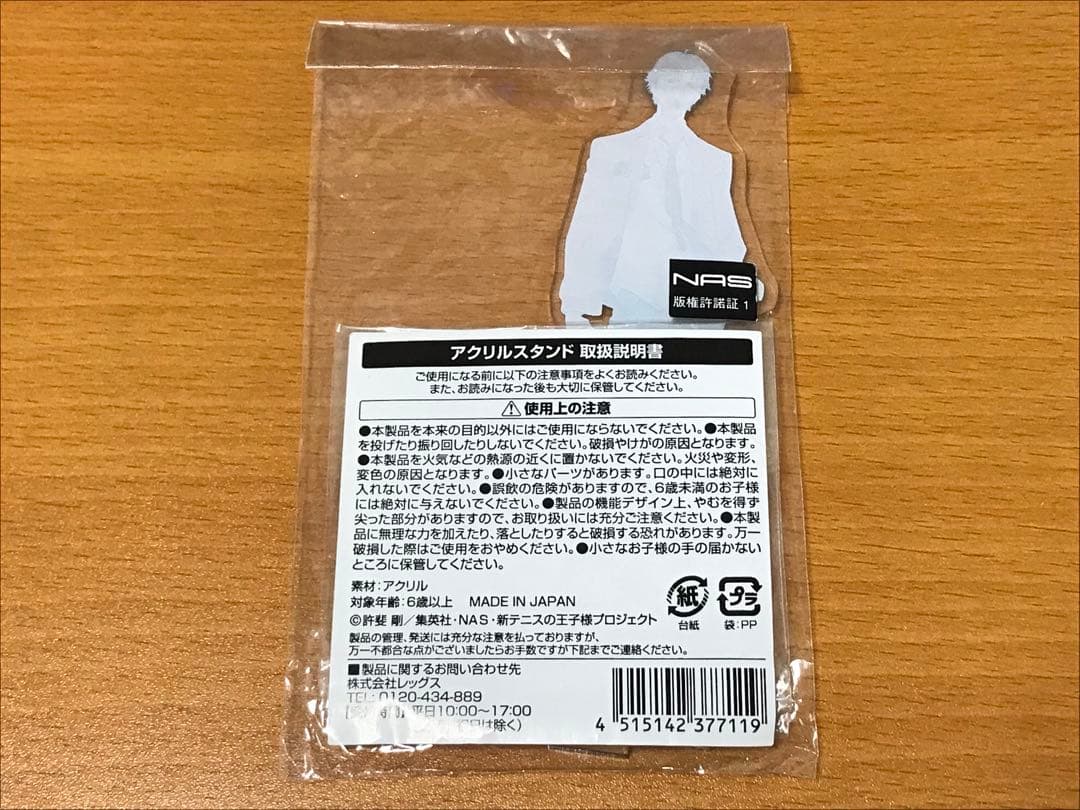 NAS
版権許諾証 1
アクリルスタンド 取扱説明書
ご使用になる前に以下の注意事項をよくお読みください。
また、お読みになった後も大切に保管してください。
⚠使用上の注意
●本製品を本来の目的以外にはご使用にならないでください。●本製品
を投げたり振り回したりしないでください。破損やけがの原因となります。
●本製品を火気などの熱源の近くに置かないでください。火災や変形、
変色の原因となります。●小さなパーツがあります。口の中には絶対に
入れないでください。●誤飲の危険がありますので、6歳未満のお子様
には絶対に与えないでください。●製品の機能デザイン上、やむを得ず
尖った部分がありますので、お取り扱いには充分ご注意ください。●本製
品に無理な力を加えたり、落としたりすると破損する恐れがあります。万一
破損した際はご使用をおやめください。●小さなお子様の手の届かない
ところに保管してください。
素材:アクリル
対象年齢:6歳以上 MADE IN JAPAN
©許斐 剛／集英社・NAS・新テニスの王子様プロジェクト
紙
台紙
プラ
袋:PP
製品の管理、発送には充分な注意を払っておりますが、
万一不都合な点がございましたらお手数ですが下記までご連絡ください。
■製品に関するお問い合わせ先
株式会社レッグス
TEL:0120-434-889
平日10:00〜17:00
は除く)
4 515142 377119